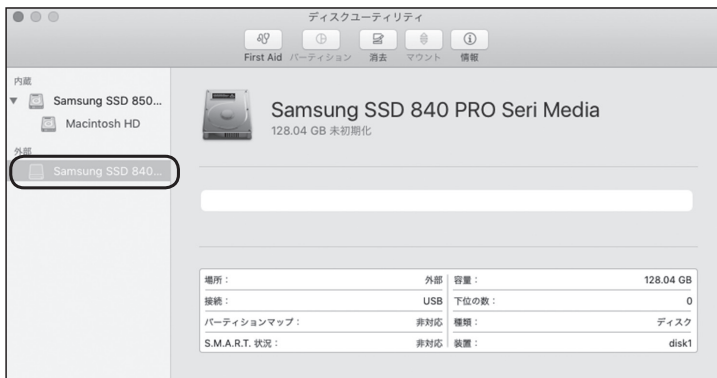 ディスクユーティリティ
First Aid パーティション 消去 マウント 情報
内蔵
Samsung SSD 850...
Macintosh HD
外部
Samsung SSD 840...
Samsung SSD 840 PRO Seri Media
128.04 GB 未初期化
場所： 外部 容量： 128.04 GB
接続： USB 下位の数： 0
パーティションマップ： 非対応 種類： ディスク
S.M.A.R.T. 状況： 非対応 装置： disk1